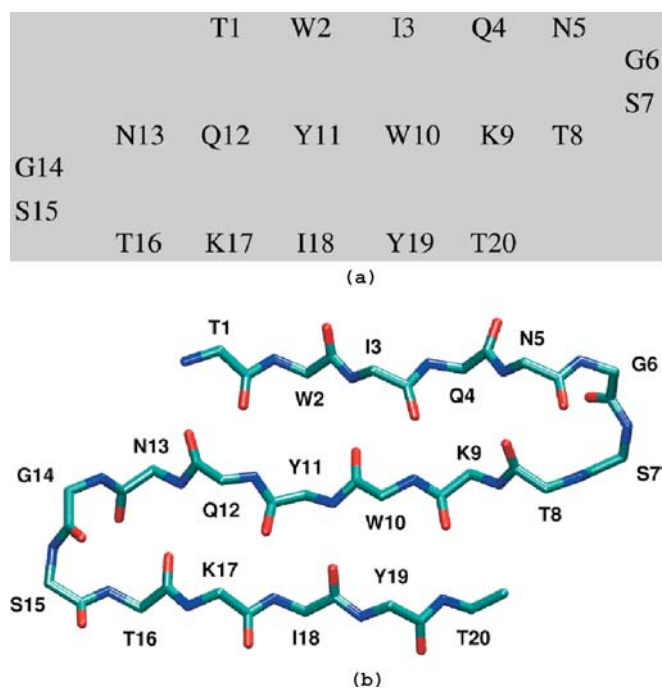 T1 W2 I3 Q4 N5
G6
S7
N13 Q12 Y11 W10 K9 T8
G14
S15
T16 K17 I18 Y19 T20
(a)
T1 I3 N5
G6
W2 Q4
N13 Y11 K9
G14 S7
Q12 W10 T8
K17 Y19
S15
T16 I18 T20
(b)